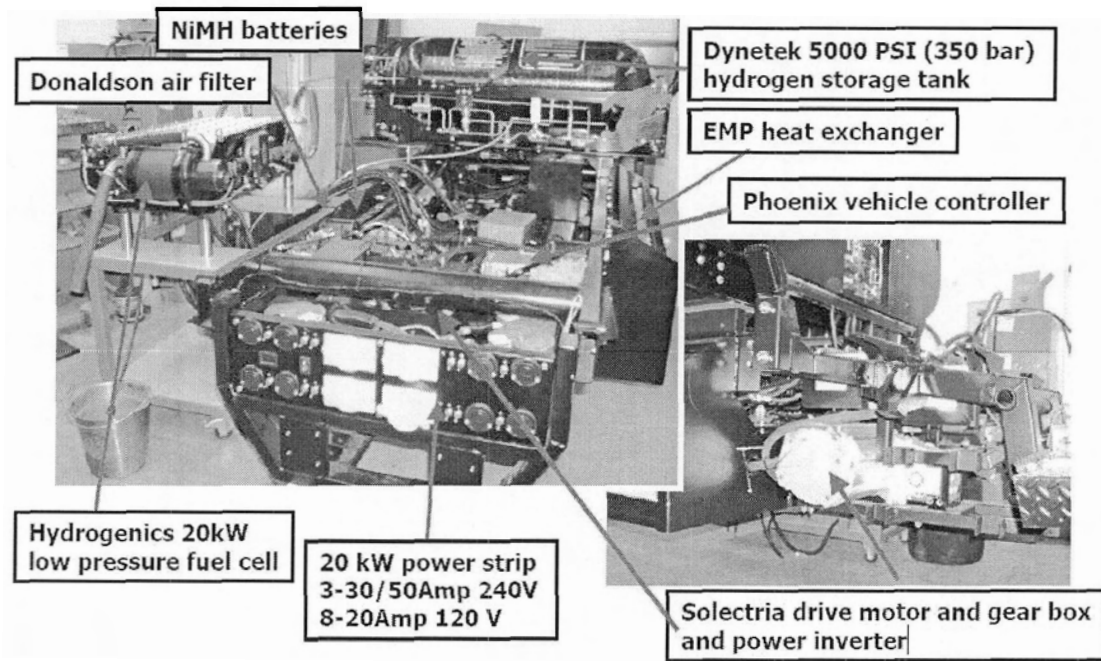 NiMH batteries
Donaldson air filter
Dynetek 5000 PSI (350 bar)
hydrogen storage tank
EMP heat exchanger
Phoenix vehicle controller
Hydrogenics 20kW
low pressure fuel cell
20 kW power strip
3-30/50Amp 240V
8-20Amp 120 V
Solectria drive motor and gear box
and power inverter